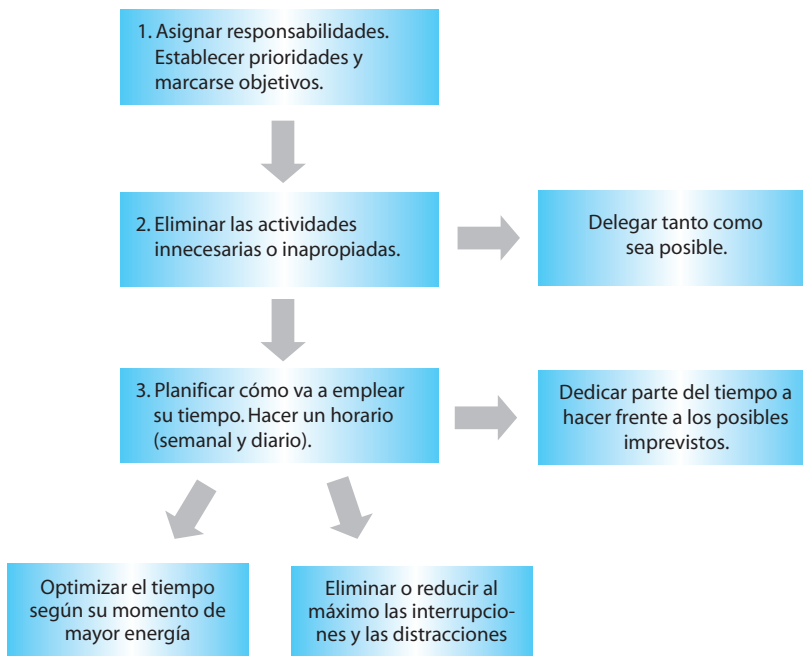 1. Asignar responsabilidades.
Establecer prioridades y
marcarse objetivos.
2. Eliminar las actividades
innecesarias o inapropiadas.
Delegar tanto como
sea posible.
3. Planificar cómo va a emplear
su tiempo. Hacer un horario
(semanal y diario).
Dedicar parte del tiempo a
hacer frente a los posibles
imprevistos.
Optimizar el tiempo
según su momento de
mayor energía
Eliminar o reducir al
máximo las interrupcio-
nes y las distracciones